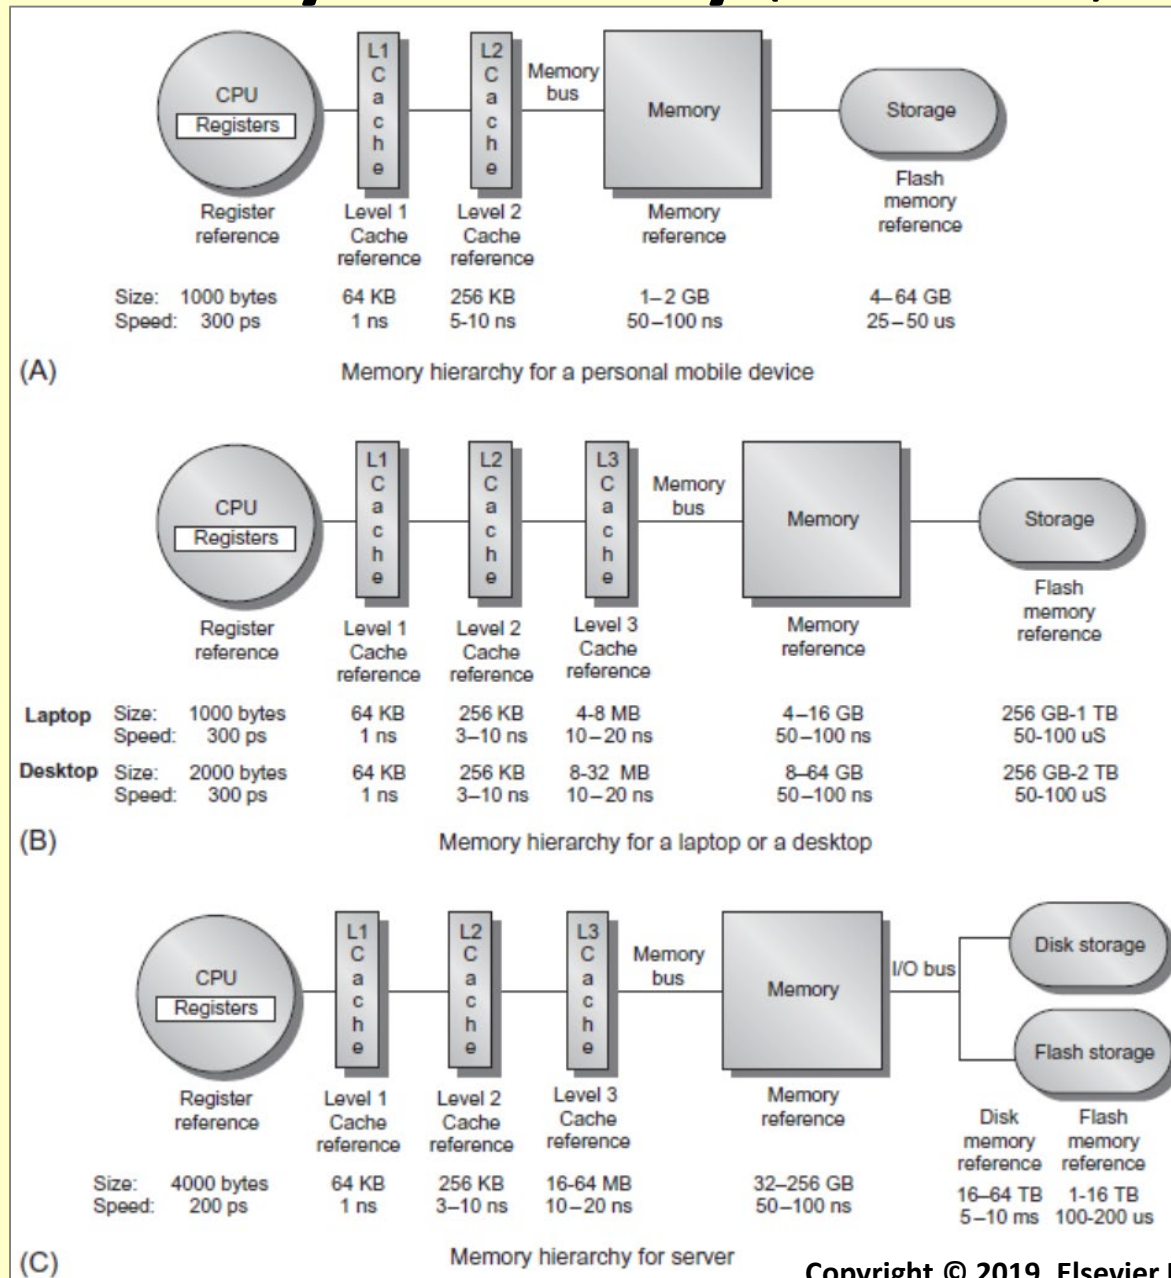 CPU
Registers
L1
C
a
c
h
e
L2
C
a
c
h
e
Memory
bus
Memory
Storage
Register
reference
Level 1
Cache
reference
Level 2
Cache
reference
Memory
reference
Flash
memory
reference
Size: 1000 bytes 64 KB 256 KB 1–2 GB 4–64 GB
Speed: 300 ps 1 ns 5-10 ns 50–100 ns 25–50 us
(A) Memory hierarchy for a personal mobile device
CPU
Registers
L1
C
a
c
h
e
L2
C
a
c
h
e
L3
C
a
c
h
e
Memory
bus
Memory
Storage
Register
reference
Level 1
Cache
reference
Level 2
Cache
reference
Level 3
Cache
reference
Memory
reference
Flash
memory
reference
Laptop Size: 1000 bytes 64 KB 256 KB 4-8 MB 4–16 GB 256 GB-1 TB
Speed: 300 ps 1 ns 3–10 ns 10–20 ns 50–100 ns 50-100 uS
Desktop Size: 2000 bytes 64 KB 256 KB 8-32 MB 8–64 GB 256 GB-2 TB
Speed: 300 ps 1 ns 3–10 ns 10–20 ns 50–100 ns 50-100 uS
(B) Memory hierarchy for a laptop or a desktop
CPU
Registers
L1
C
a
c
h
e
L2
C
a
c
h
e
L3
C
a
c
h
e
Memory
bus
Memory
I/O bus
Disk storage
Flash storage
Register
reference
Level 1
Cache
reference
Level 2
Cache
reference
Level 3
Cache
reference
Memory
reference
Disk
memory
reference
Flash
memory
reference
Size: 4000 bytes 64 KB 256 KB 16-64 MB 32–256 GB 16–64 TB 1-16 TB
Speed: 200 ps 1 ns 3–10 ns 10–20 ns 50–100 ns 5–10 ms 100-200 us
(C) Memory hierarchy for server
Copyright © 2019, Elsevier